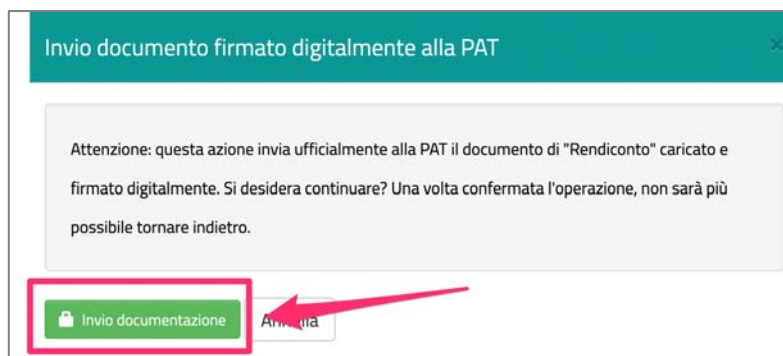 Invio documento firmato digitalmente alla PAT
Attenzione: questa azione invia ufficialmente alla PAT il documento di "Rendiconto" caricato e
firmato digitalmente. Si desidera continuare? Una volta confermata l'operazione, non sarà più
possibile tornare indietro.
Invio documentazione
Annulla